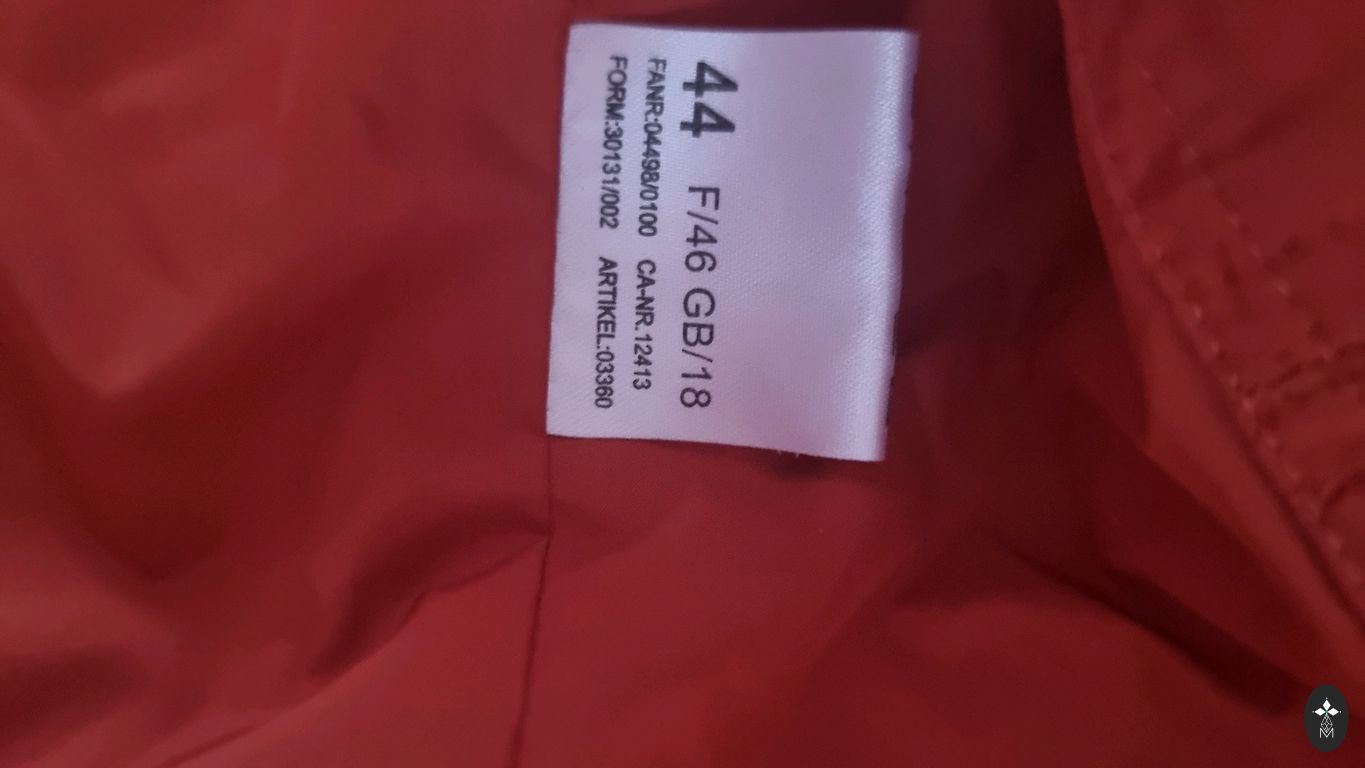 44 F/46 GB/18
FANR:04498/0100 CA-NR.12413
FORM:30131/002 ARTIKEL:03360
M